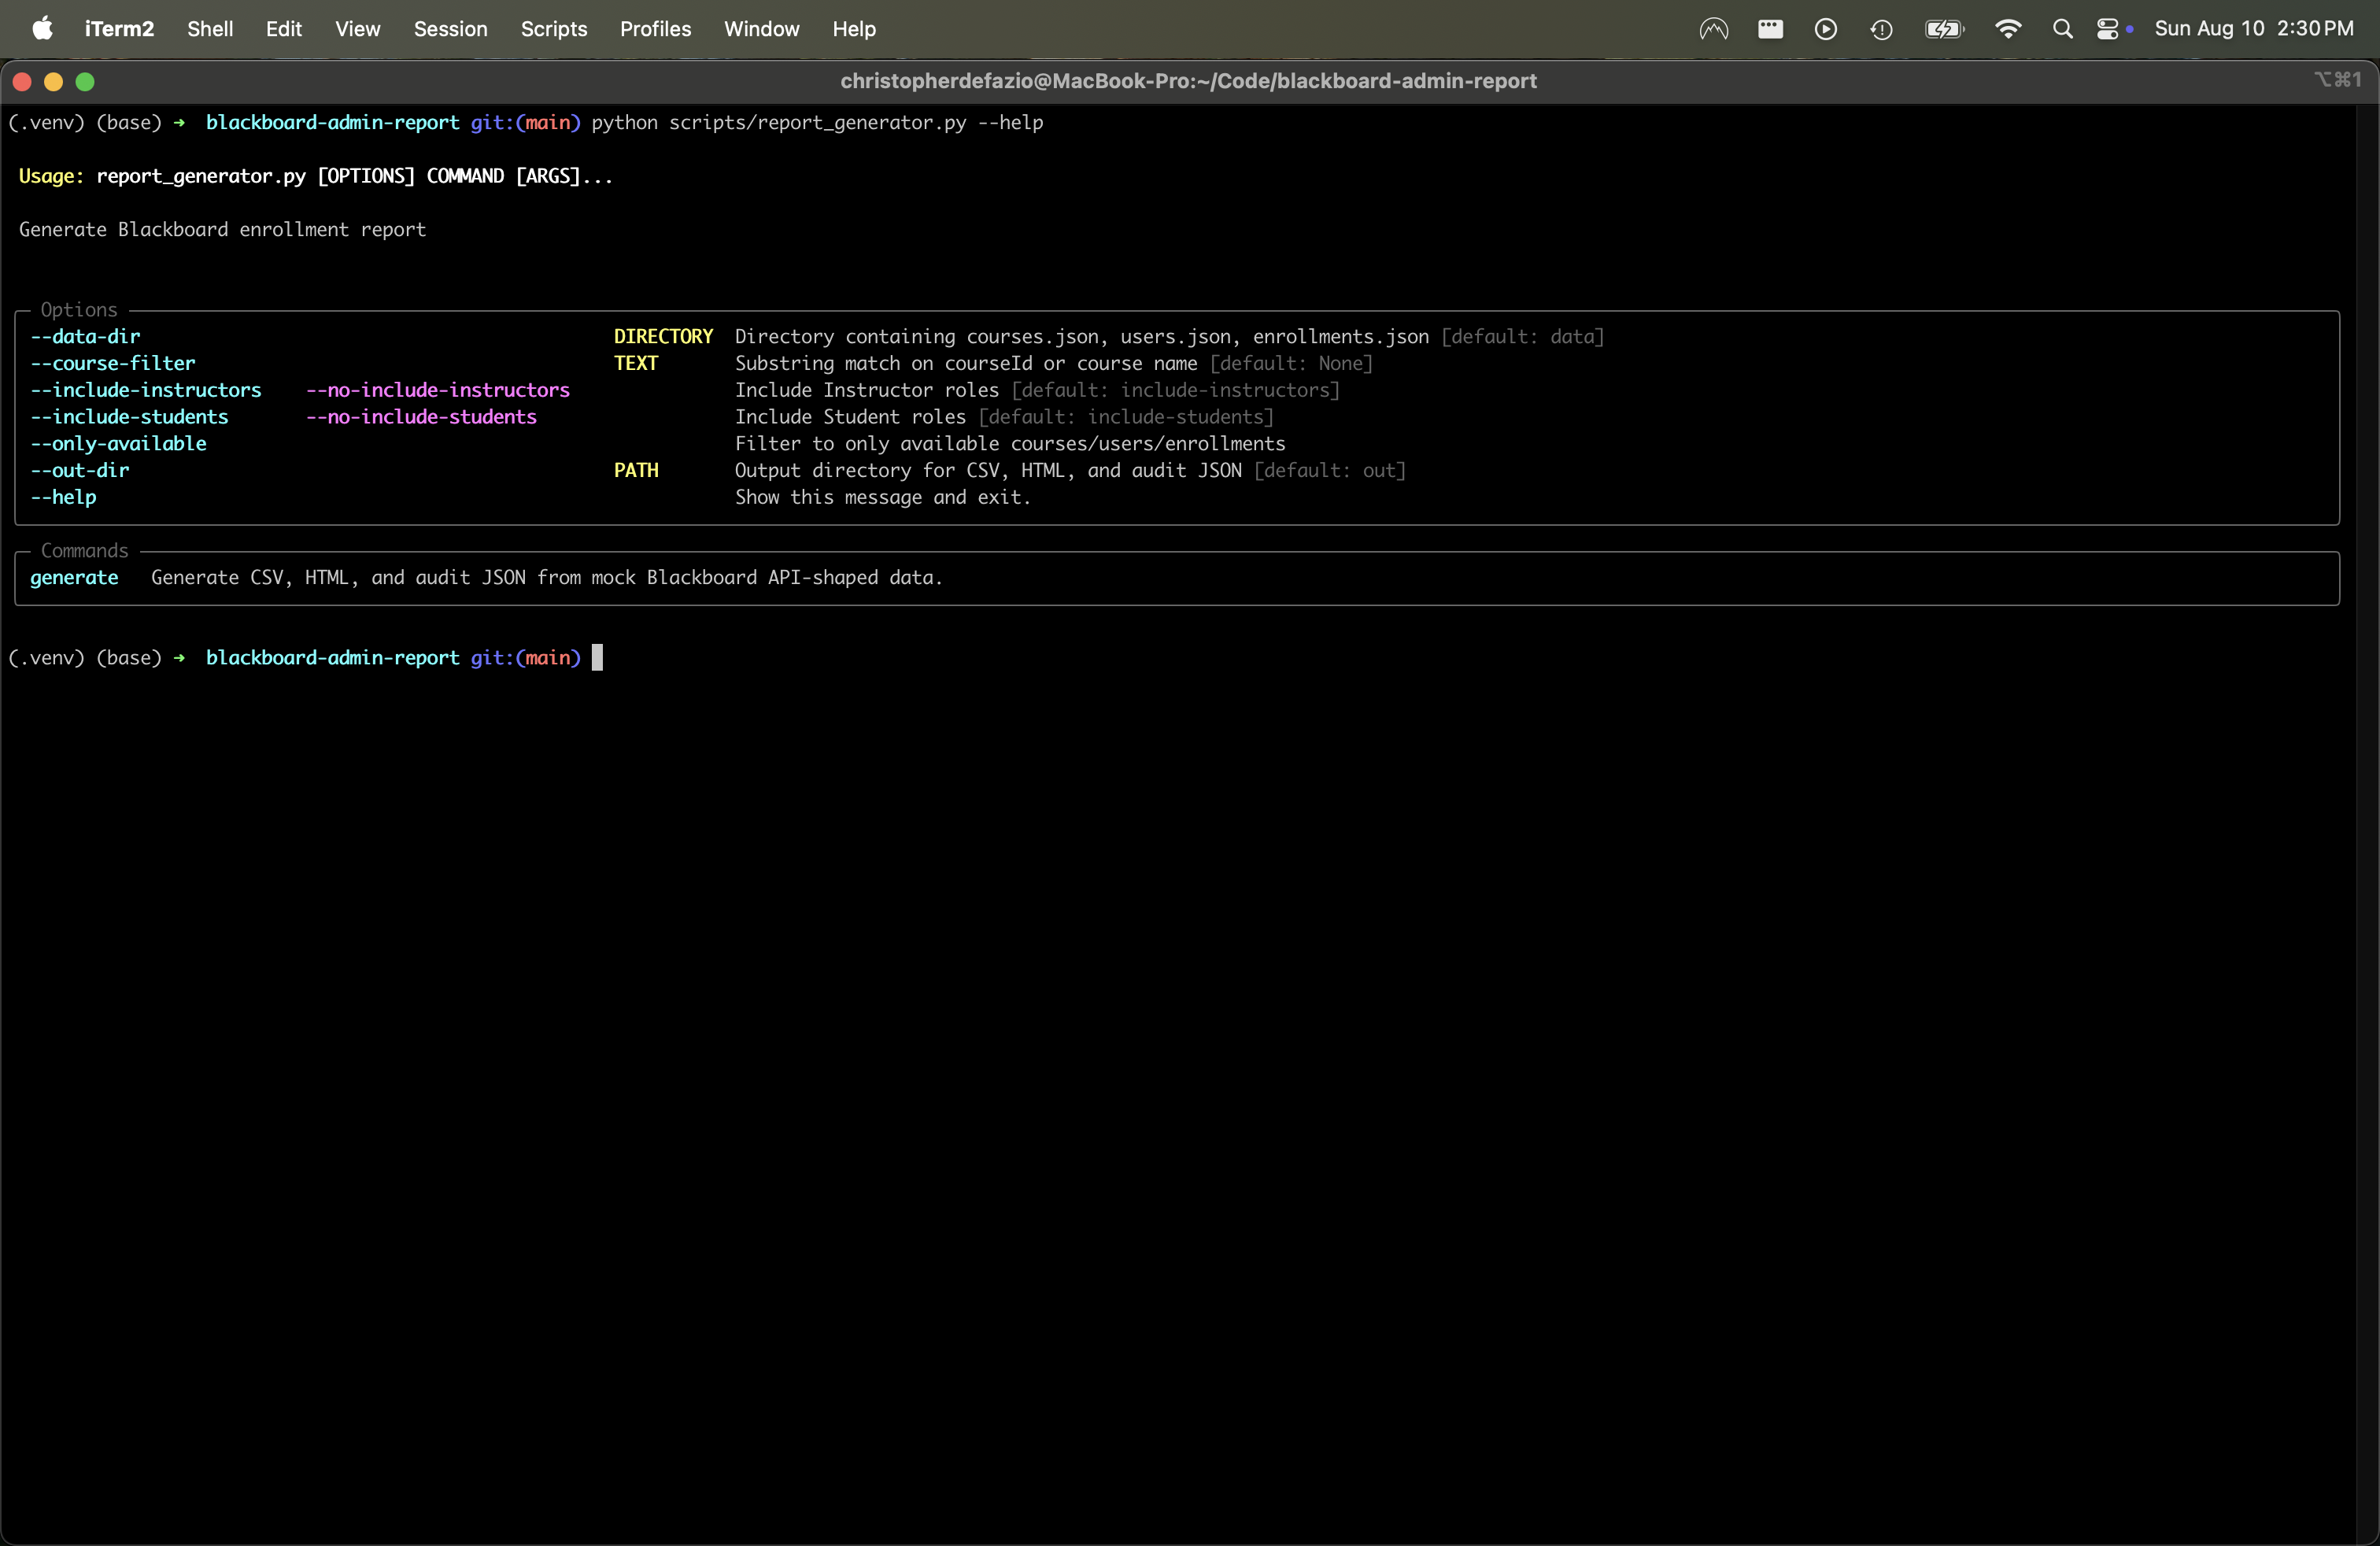 iTerm2 Shell Edit View Session Scripts Profiles Window Help Sun Aug 10 2:30 PM
christopherdefazio@MacBook-Pro:~/Code/blackboard-admin-report ⌥⌘1
(.venv) (base) ➜ blackboard-admin-report git:(main) python scripts/report_generator.py --help
Usage: report_generator.py [OPTIONS] COMMAND [ARGS]...
Generate Blackboard enrollment report
Options
--data-dir DIRECTORY Directory containing courses.json, users.json, enrollments.json [default: data]
--course-filter TEXT Substring match on courseId or course name [default: None]
--include-instructors --no-include-instructors Include Instructor roles [default: include-instructors]
--include-students --no-include-students Include Student roles [default: include-students]
--only-available Filter to only available courses/users/enrollments
--out-dir PATH Output directory for CSV, HTML, and audit JSON [default: out]
--help Show this message and exit.
Commands
generate Generate CSV, HTML, and audit JSON from mock Blackboard API-shaped data.
(.venv) (base) ➜ blackboard-admin-report git:(main)